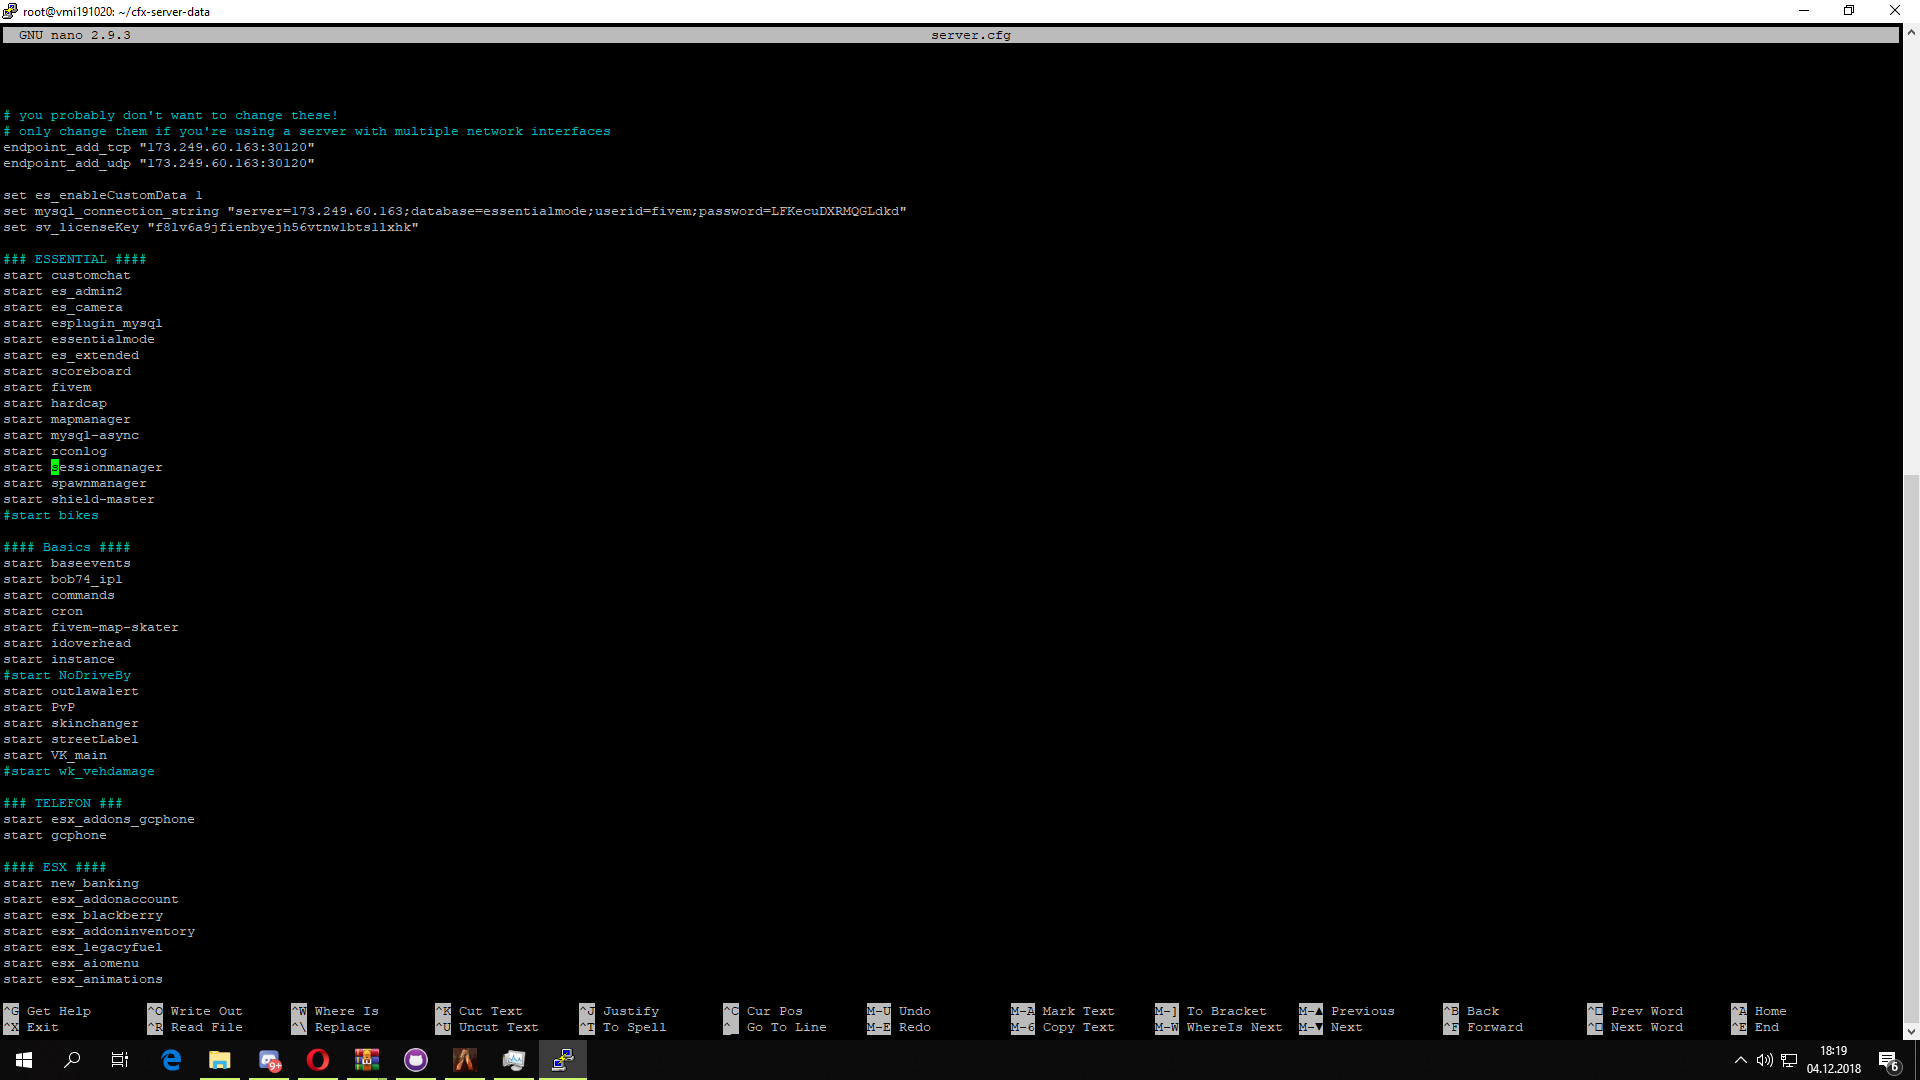 root@vmi191020: ~/cfx-server-data
GNU nano 2.9.3 server.cfg
# you probably don't want to change these!
# only change them if you're using a server with multiple network interfaces
endpoint_add_tcp "173.249.60.163:30120"
endpoint_add_udp "173.249.60.163:30120"
set es_enableCustomData 1
set mysql_connection_string "server=173.249.60.163;database=essentialmode;userid=fivem;password=LFKecuDXRMQGLdkd"
set sv_licenseKey "f8lv6a9jfienbyejh56vtnw1bts1lxhk"
### ESSENTIAL ####
start customchat
start es_admin2
start es_camera
start esplugin_mysql
start essentialmode
start es_extended
start scoreboard
start fivem
start hardcap
start mapmanager
start mysql-async
start rconlog
start sessionmanager
start spawnmanager
start shield-master
#start bikes
#### Basics ####
start baseevents
start bob74_ipl
start commands
start cron
start fivem-map-skater
start idoverhead
start instance
#start NoDriveBy
start outlawalert
start PvP
start skinchanger
start streetLabel
start VK_main
#start wk_vehdamage
### TELEFON ###
start esx_addons_gcphone
start gcphone
#### ESX ####
start new_banking
start esx_addonaccount
start esx_blackberry
start esx_addoninventory
start esx_legacyfuel
start esx_aiomenu
start esx_animations
^G Get Help ^O Write Out ^W Where Is ^K Cut Text ^J Justify ^C Cur Pos M-U Undo M-A Mark Text M-] To Bracket M-▲ Previous ^B Back ^□ Prev Word ^A Home
^X Exit ^R Read File ^\ Replace ^U Uncut Text ^T To Spell ^_ Go To Line M-E Redo M-6 Copy Text M-W WhereIs Next M-▼ Next ^F Forward ^□ Next Word ^E End
9+
18:19
04.12.2018
6